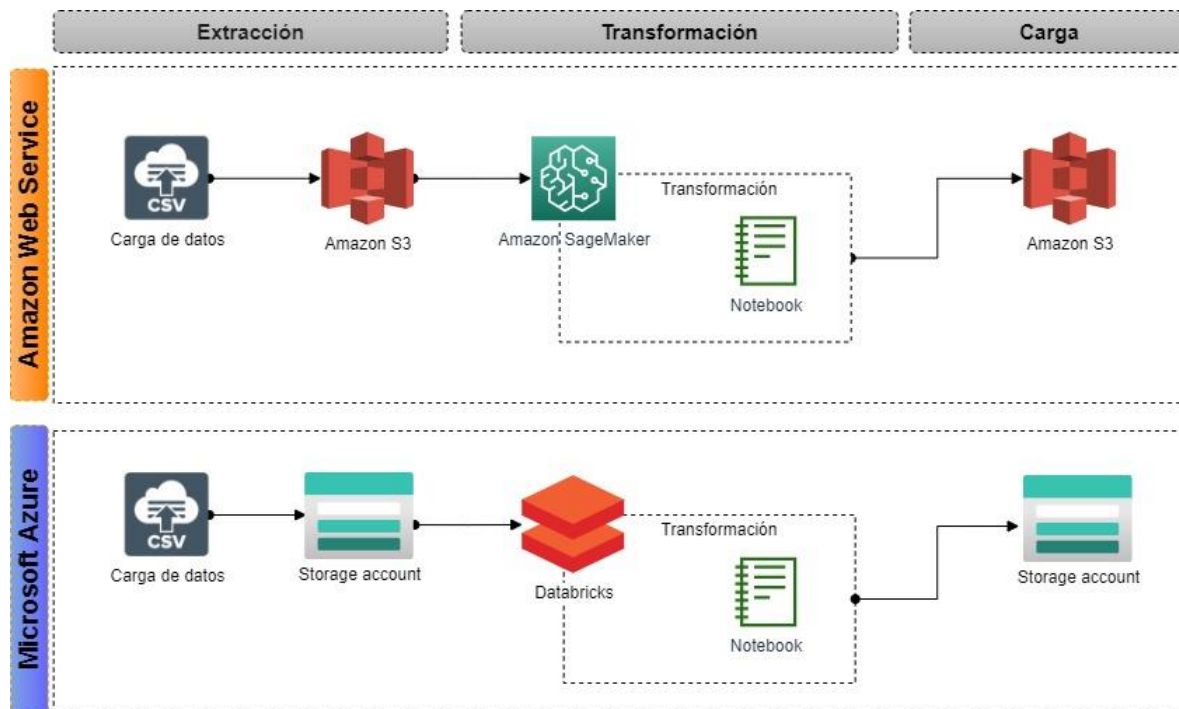 Extracción
Transformación
Carga
Amazon Web Service
CSV
Carga de datos
Amazon S3
Amazon SageMaker
Transformación
Notebook
Amazon S3
Microsoft Azure
CSV
Carga de datos
Storage account
Databricks
Transformación
Notebook
Storage account